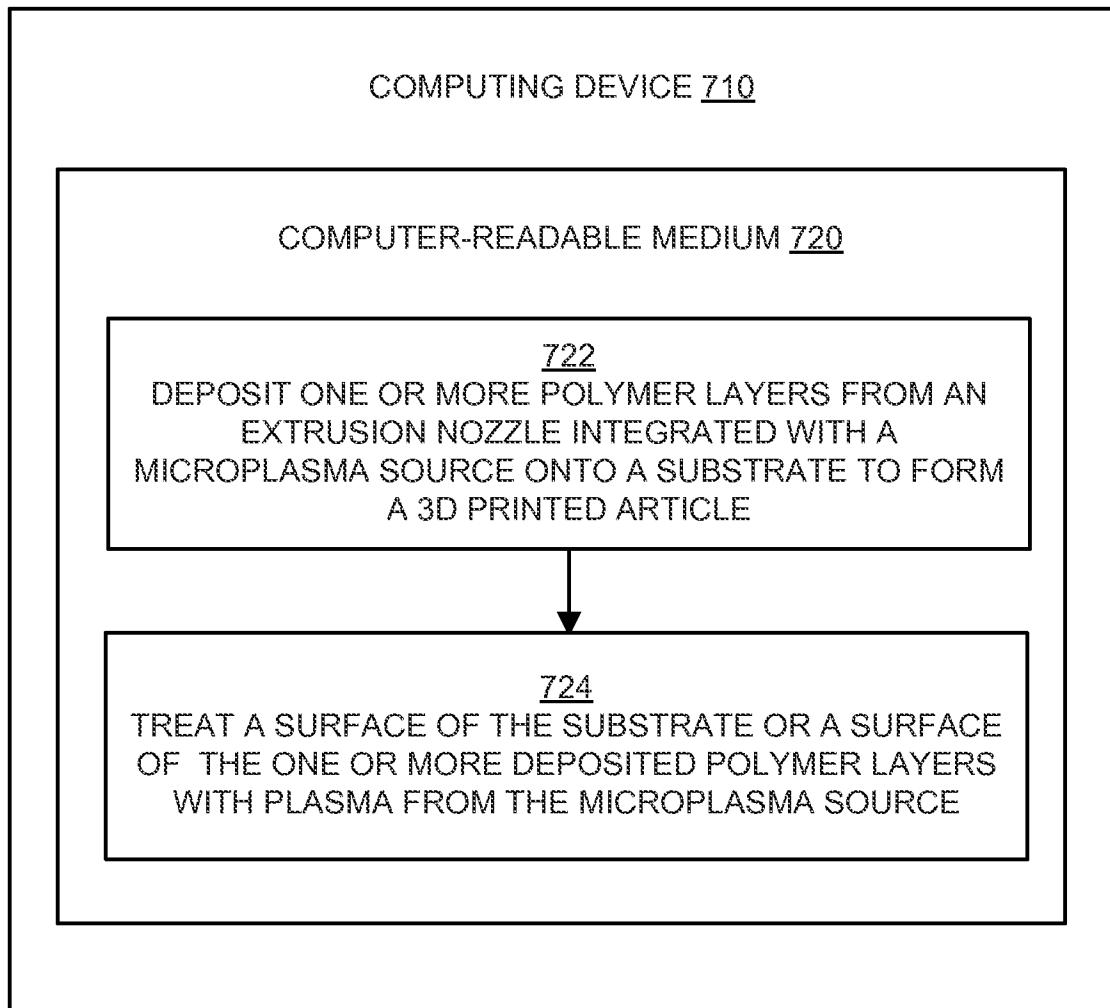 COMPUTING DEVICE 710
COMPUTER-READABLE MEDIUM 720
722
DEPOSIT ONE OR MORE POLYMER LAYERS FROM AN
EXTRUSION NOZZLE INTEGRATED WITH A
MICROPLASMA SOURCE ONTO A SUBSTRATE TO FORM
A 3D PRINTED ARTICLE
724
TREAT A SURFACE OF THE SUBSTRATE OR A SURFACE
OF THE ONE OR MORE DEPOSITED POLYMER LAYERS
WITH PLASMA FROM THE MICROPLASMA SOURCE